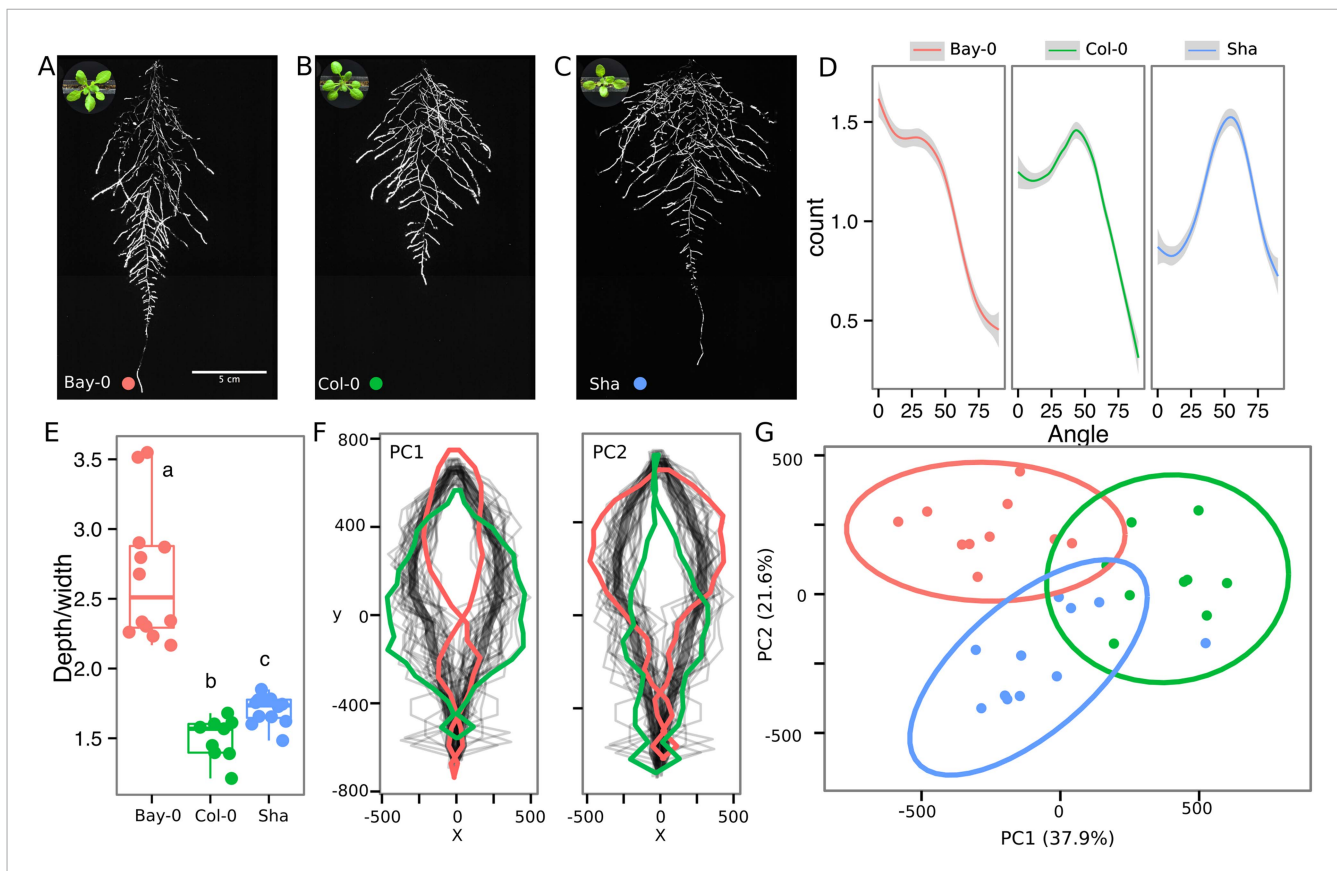 A
B
C
D
Bay-0
Col-0
Sha
Bay-0
5 cm
Col-0
Sha
count
1.5
1.0
0.5
0 25 50 75
0 25 50 75
0 25 50 75
Angle
E
Depth/width
3.5
3.0
2.5
2.0
1.5
a
b
c
Bay-0 Col-0 Sha
F
PC1
PC2
800
400
y 0
-400
-800
-500 0 500
X
-500 0 500
X
G
PC2 (21.6%)
500
0
-500
-500 0 500
PC1 (37.9%)